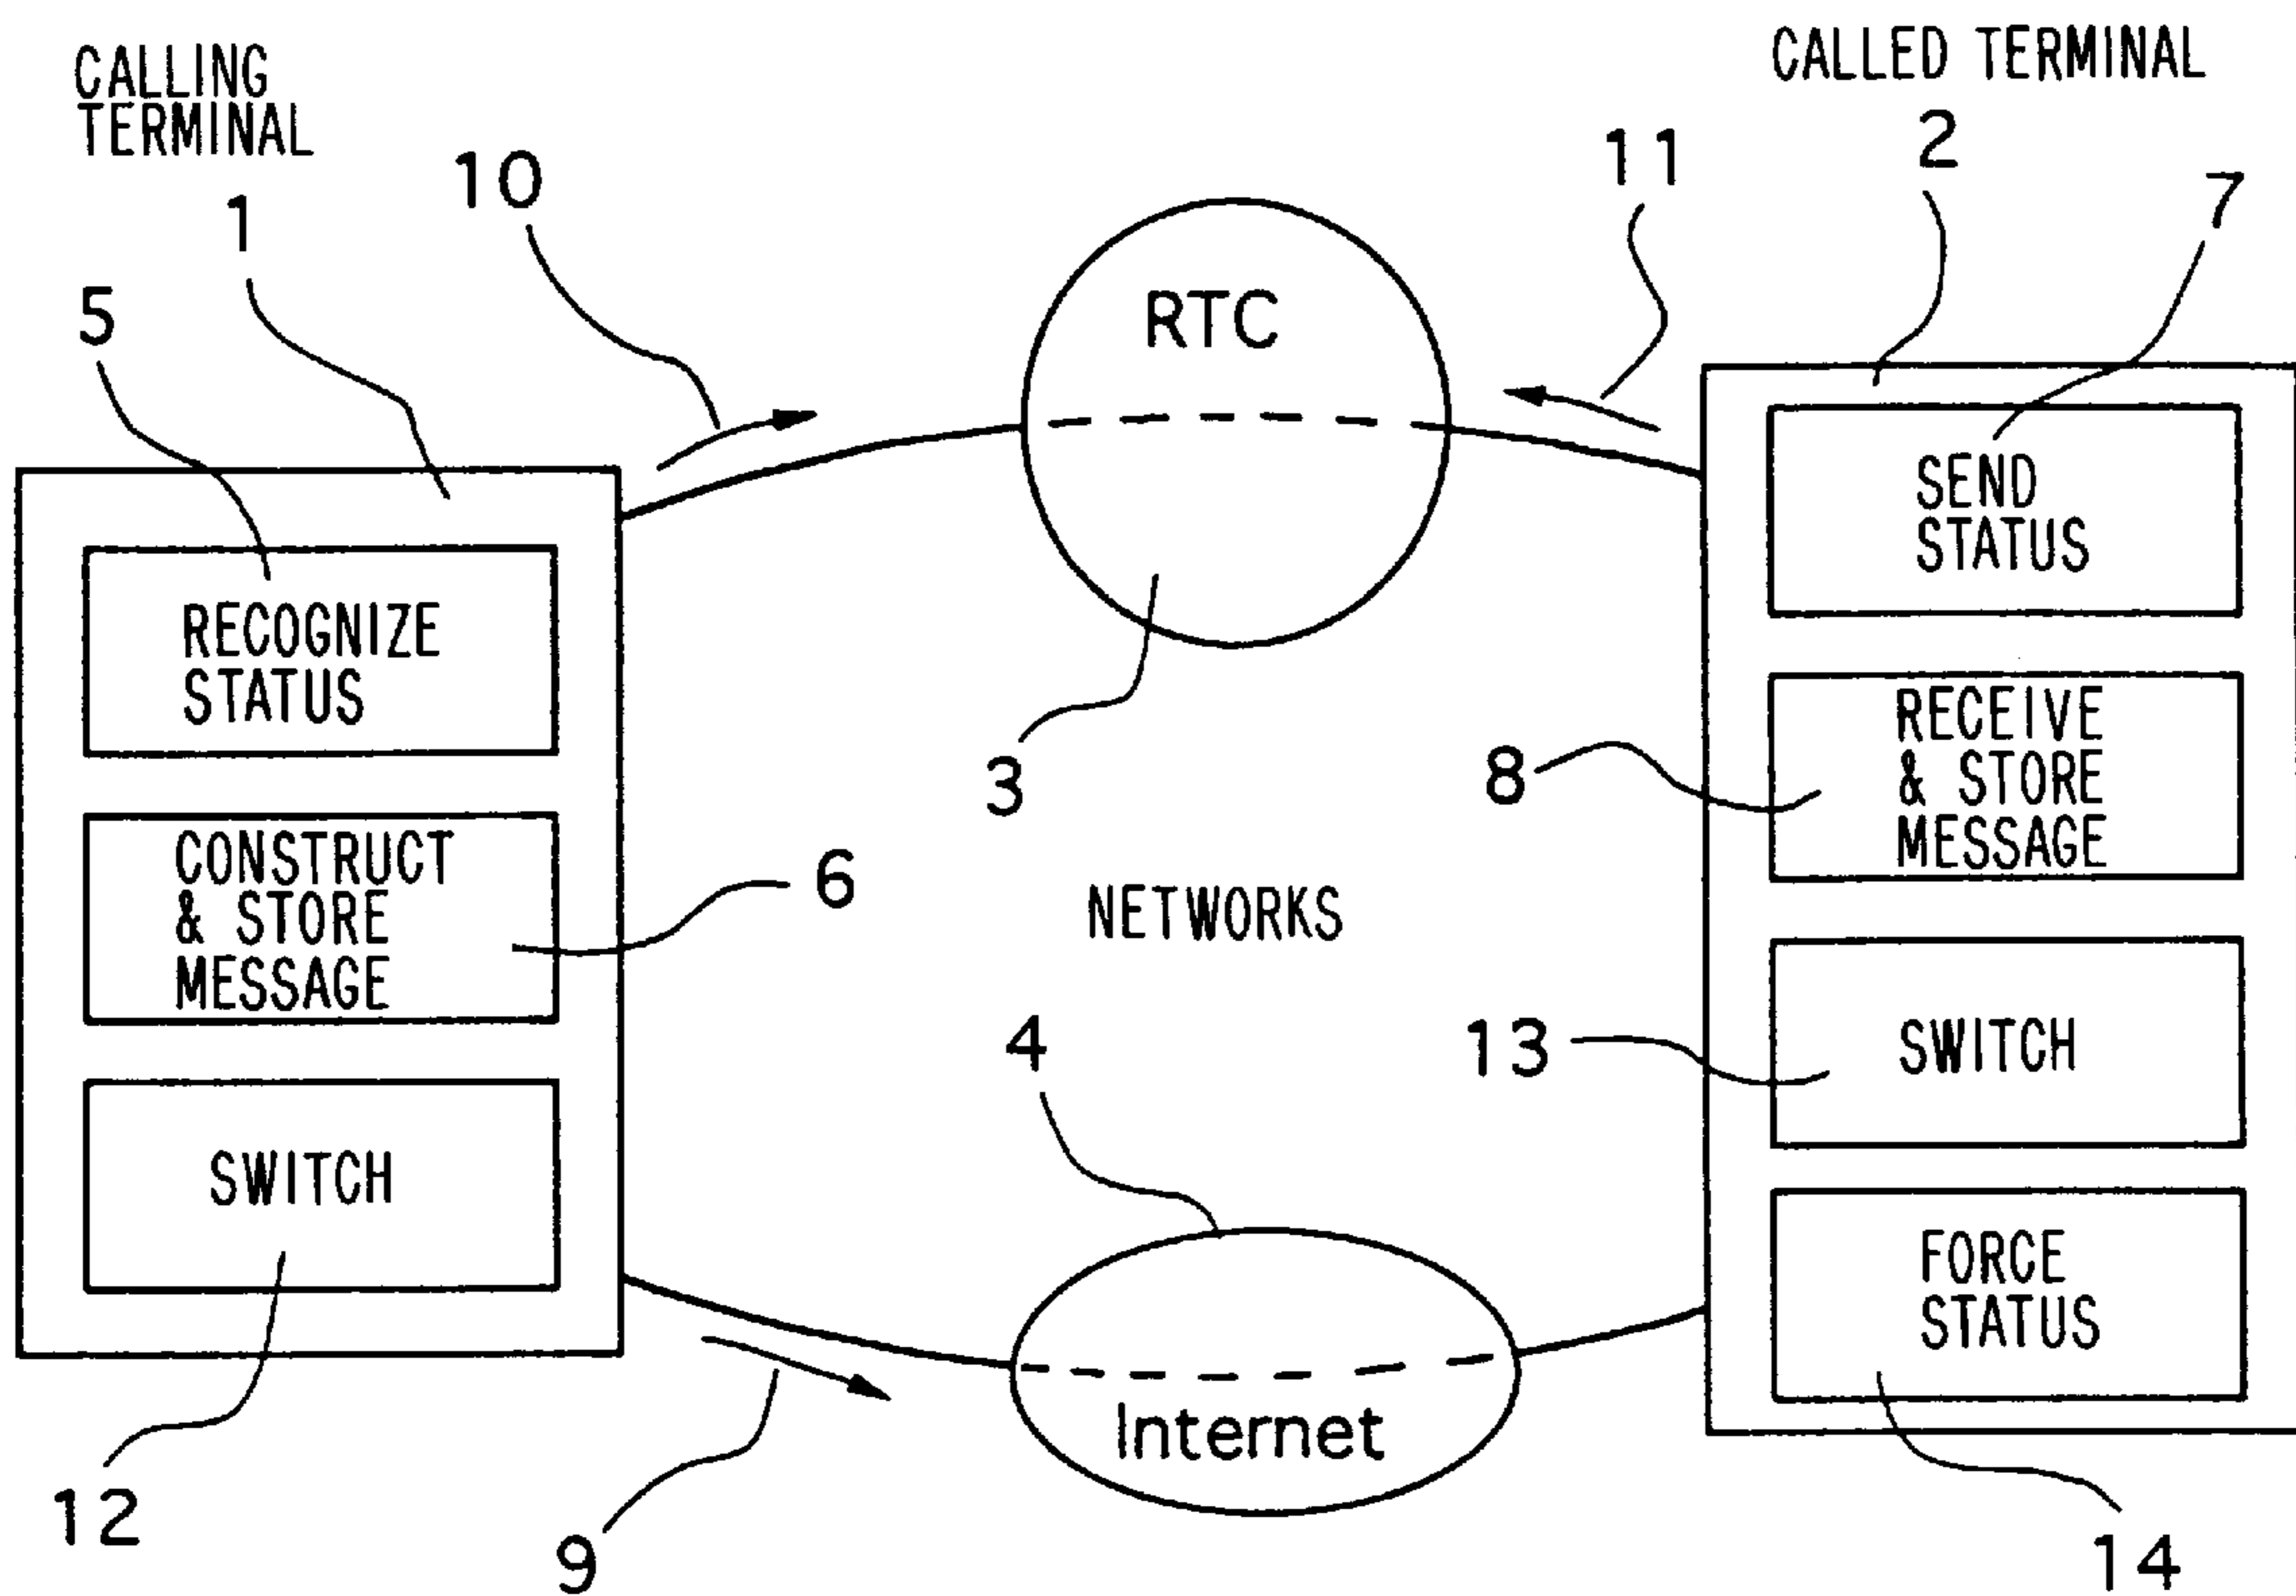 CALLING
TERMINAL
1
10
5
RECOGNIZE
STATUS
CONSTRUCT
& STORE
MESSAGE
6
SWITCH
12
9
RTC
3
NETWORKS
4
Internet
CALLED TERMINAL
2
11
7
SEND
STATUS
8
RECEIVE
& STORE
MESSAGE
13
SWITCH
FORCE
STATUS
14